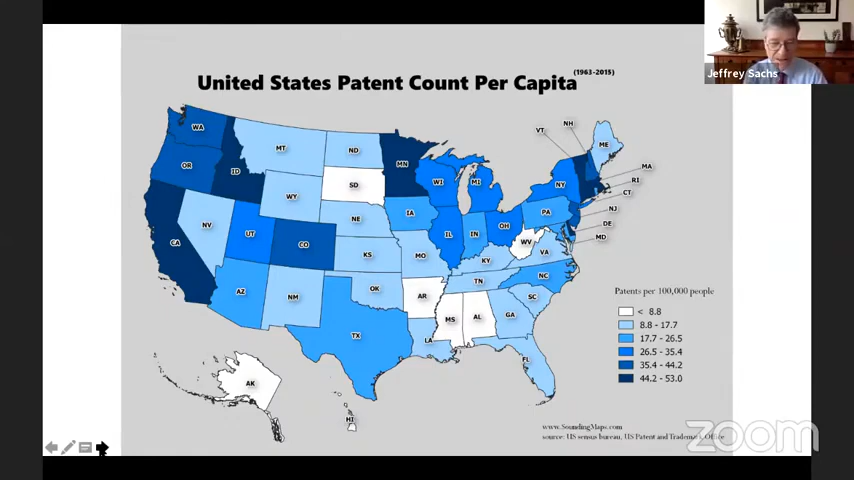 Jeffrey Sachs
(1963-2015)
United States Patent Count Per Capita
WA
MT
ND
MN
VT
NH
ME
OR
ID
SD
WI
MI
NY
MA
RI
CT
WY
IA
PA
NJ
NV
NE
OH
DE
UT
CO
IL
IN
WV
MD
CA
KS
MO
KY
VA
AZ
NM
OK
TN
NC
AR
SC
TX
MS
AL
GA
LA
FL
AK
HI
Patents per 100,000 people
< 8.8
8.8 - 17.7
17.7 - 26.5
26.5 - 35.4
35.4 - 44.2
44.2 - 53.0
www.SoundingMaps.com
source: US census bureau, US Patent and Trademark Office
zoom